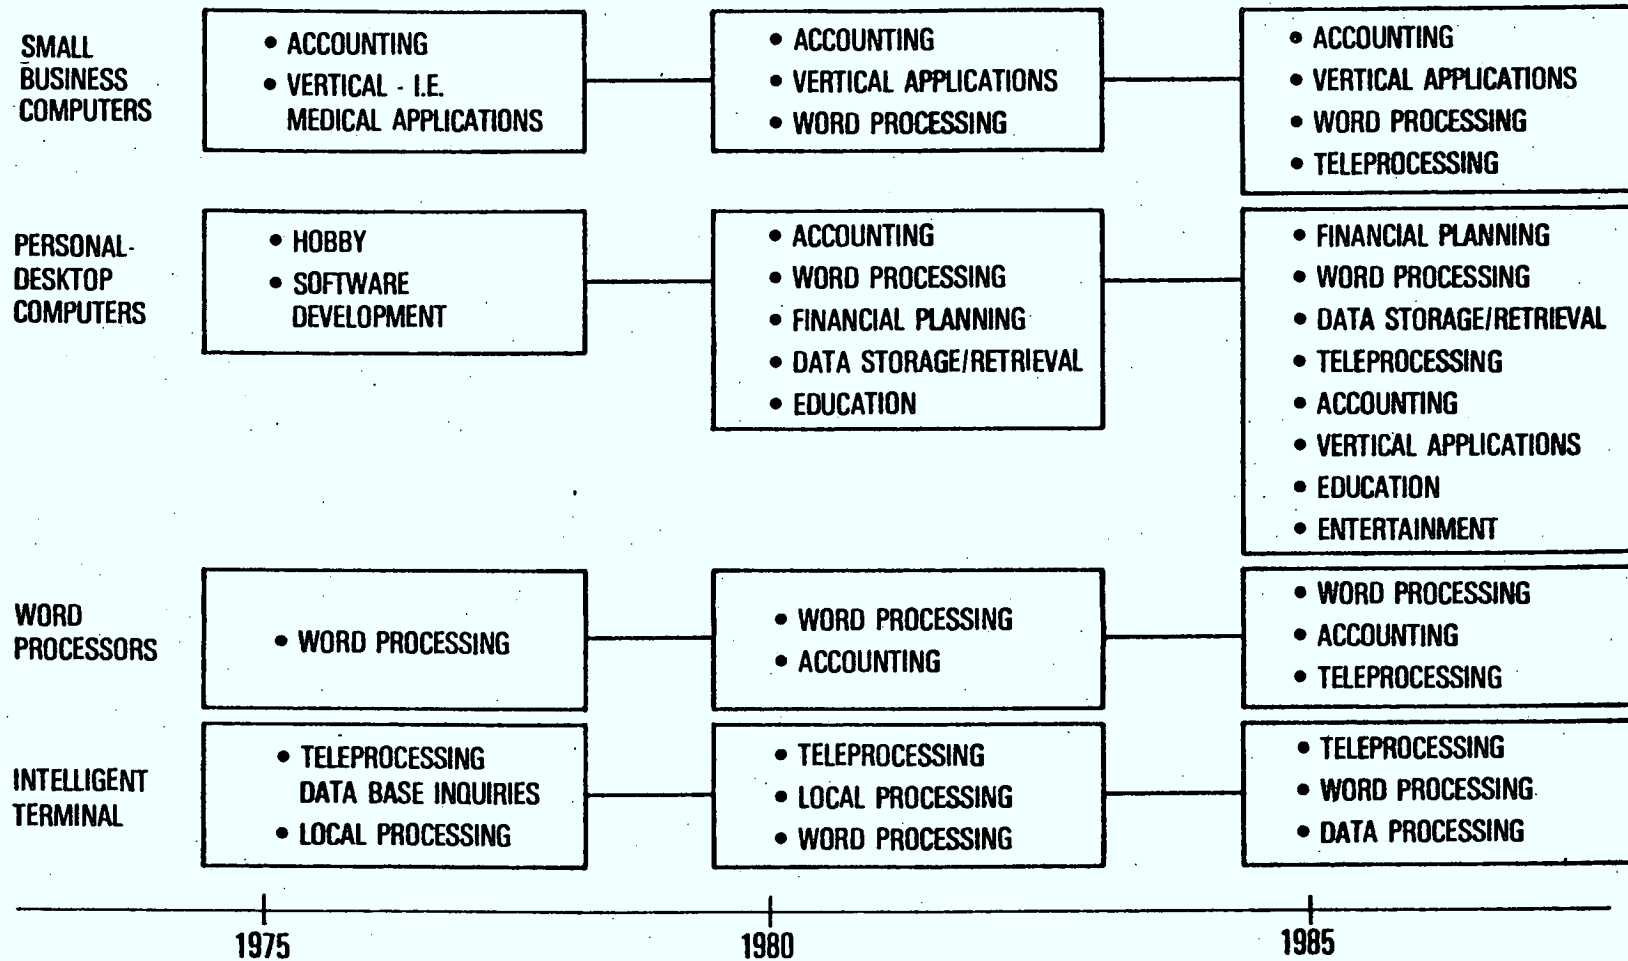 SMALL
BUSINESS
COMPUTERS
• ACCOUNTING
• VERTICAL - I.E.
MEDICAL APPLICATIONS
• ACCOUNTING
• VERTICAL APPLICATIONS
• WORD PROCESSING
• ACCOUNTING
• VERTICAL APPLICATIONS
• WORD PROCESSING
• TELEPROCESSING
PERSONAL-
DESKTOP
COMPUTERS
• HOBBY
• SOFTWARE
DEVELOPMENT
• ACCOUNTING
• WORD PROCESSING
• FINANCIAL PLANNING
• DATA STORAGE/RETRIEVAL
• EDUCATION
• FINANCIAL PLANNING
• WORD PROCESSING
• DATA STORAGE/RETRIEVAL
• TELEPROCESSING
• ACCOUNTING
• VERTICAL APPLICATIONS
• EDUCATION
• ENTERTAINMENT
WORD
PROCESSORS
• WORD PROCESSING
• WORD PROCESSING
• ACCOUNTING
• WORD PROCESSING
• ACCOUNTING
• TELEPROCESSING
INTELLIGENT
TERMINAL
• TELEPROCESSING
DATA BASE INQUIRIES
• LOCAL PROCESSING
• TELEPROCESSING
• LOCAL PROCESSING
• WORD PROCESSING
• TELEPROCESSING
• WORD PROCESSING
• DATA PROCESSING
1975
1980
1985